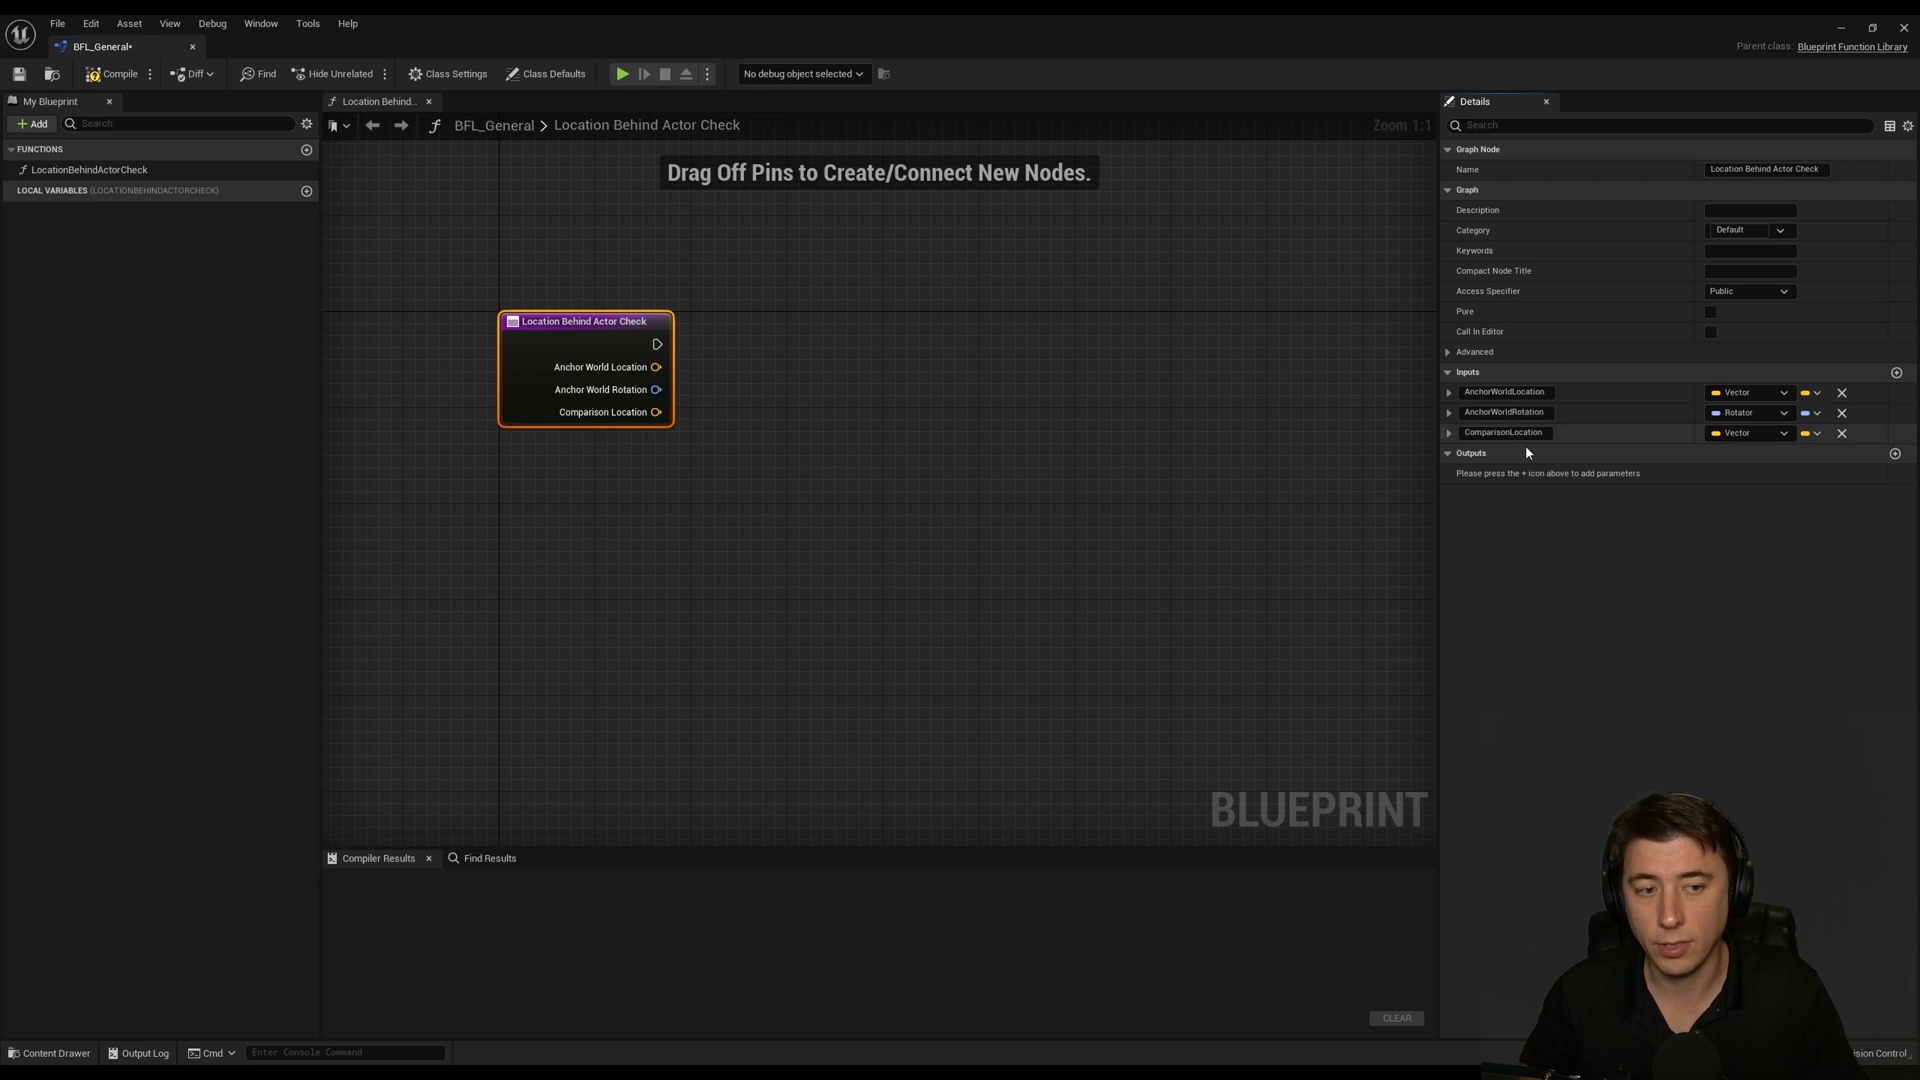 File Edit Asset View Debug Window Tools Help
BFL_General•
Parent class: Blueprint Function Library
Compile Diff Find Hide Unrelated Class Settings Class Defaults No debug object selected
My Blueprint
Add Search
FUNCTIONS
LocationBehindActorCheck
LOCAL VARIABLES (LOCATIONBEHINDACTORCHECK)
Location Behind..
BFL_General > Location Behind Actor Check Zoom 1:1
Drag Off Pins to Create/Connect New Nodes.
Location Behind Actor Check
Anchor World Location
Anchor World Rotation
Comparison Location
BLUEPRINT
Compiler Results Find Results
CLEAR
Details
Search
Graph Node
Name Location Behind Actor Check
Graph
Description
Category Default
Keywords
Compact Node Title
Access Specifier Public
Pure
Call In Editor
Advanced
Inputs
AnchorWorldLocation Vector
AnchorWorldRotation Rotator
ComparisonLocation Vector
Outputs
Please press the + icon above to add parameters
Content Drawer Output Log Cmd Enter Console Command
ision Control